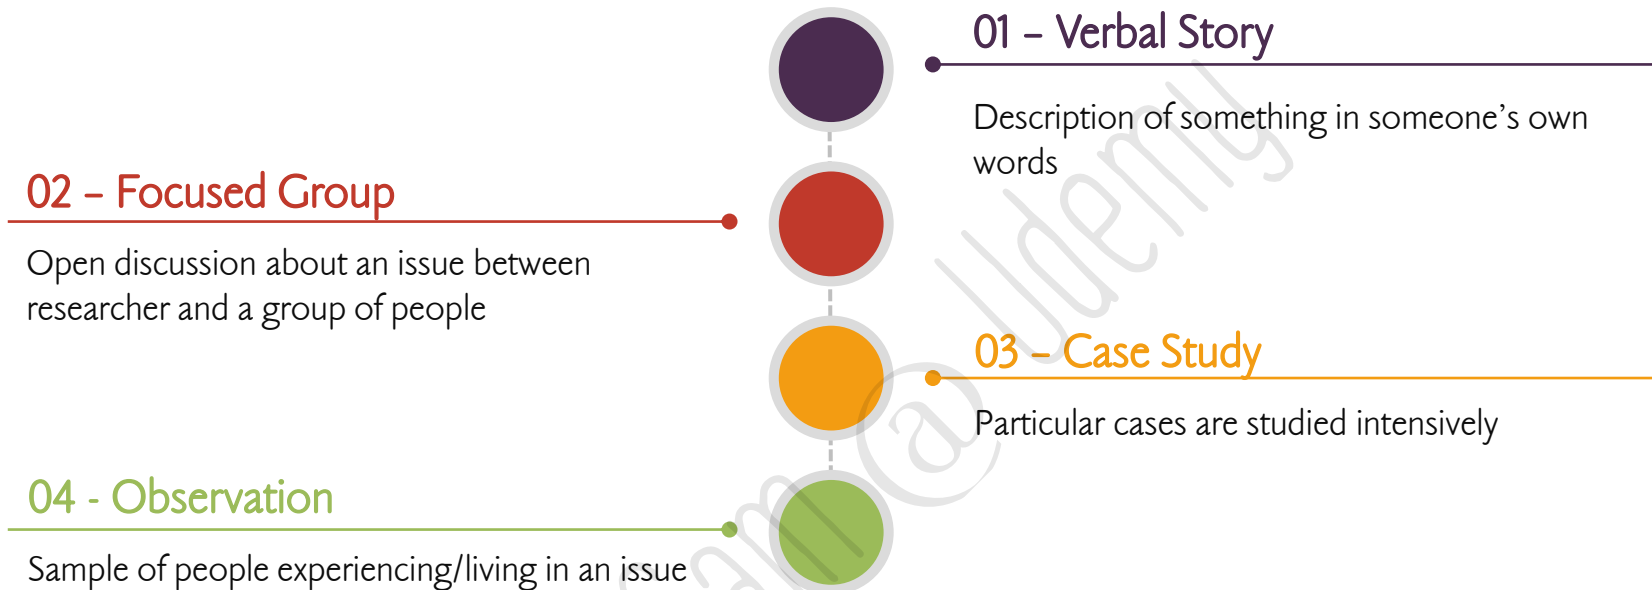 01 – Verbal Story
Description of something in someone's own
words
02 – Focused Group
Open discussion about an issue between
researcher and a group of people
03 – Case Study
Particular cases are studied intensively
04 - Observation
Sample of people experiencing/living in an issue
@ Udemy